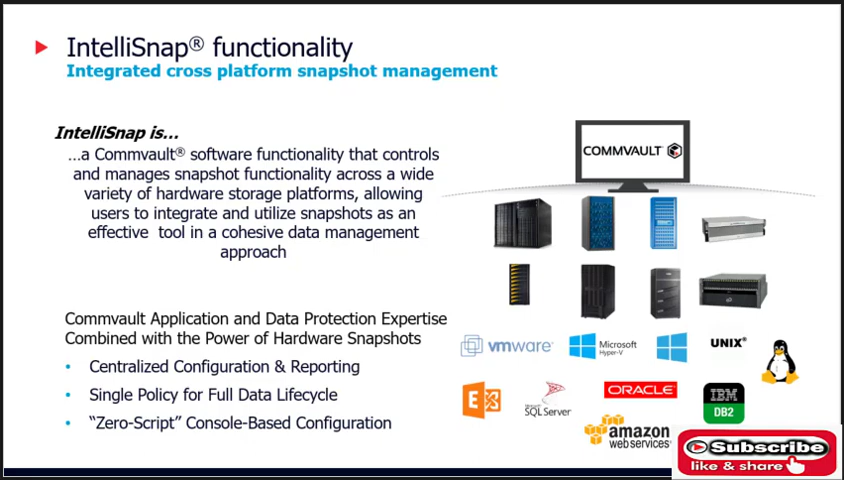 IntelliSnap® functionality
Integrated cross platform snapshot management
IntelliSnap is...
...a Commvault® software functionality that controls
and manages snapshot functionality across a wide
variety of hardware storage platforms, allowing
users to integrate and utilize snapshots as an
effective tool in a cohesive data management
approach
COMMVAULT
Commvault Application and Data Protection Expertise
Combined with the Power of Hardware Snapshots
• Centralized Configuration & Reporting
• Single Policy for Full Data Lifecycle
• “Zero-Script” Console-Based Configuration
vmware
Microsoft
Hyper-V
UNIX®
E
Microsoft
SQL Server
ORACLE
IBM
DB2
amazon
web services
Subscribe
like & share